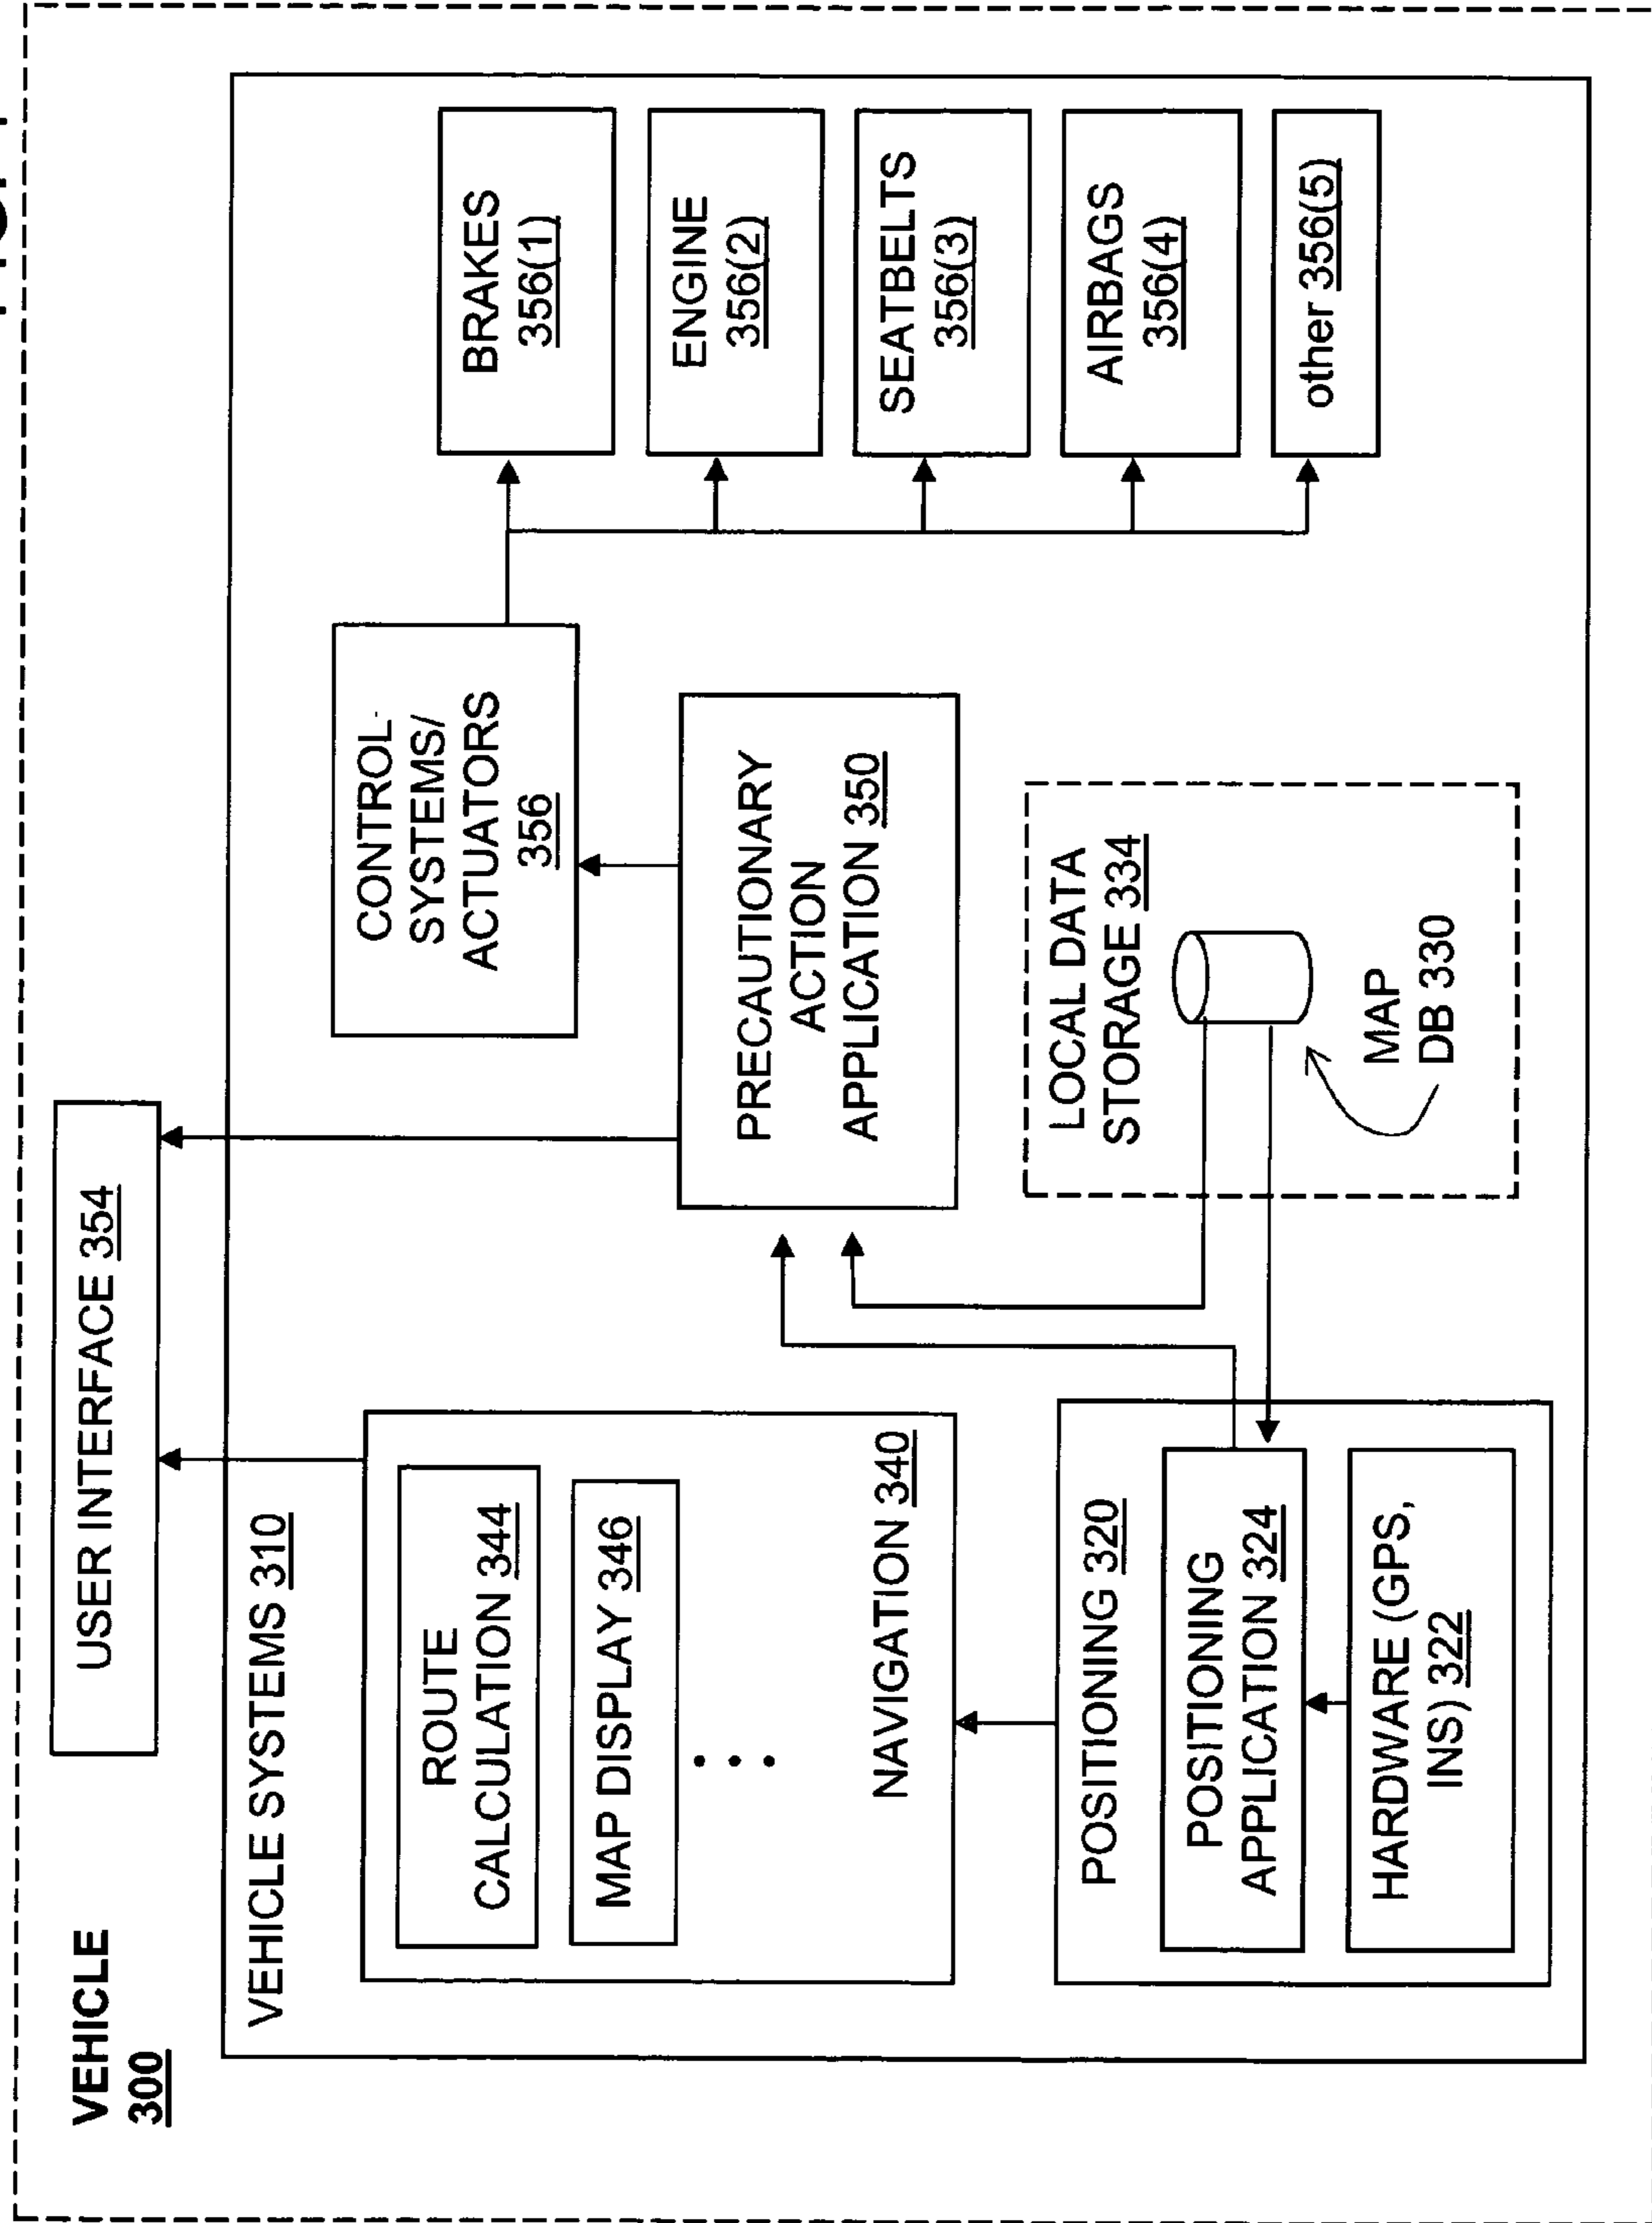 VEHICLE
300
USER INTERFACE 354
VEHICLE SYSTEMS 310
ROUTE
CALCULATION 344
MAP DISPLAY 346
NAVIGATION 340
POSITIONING 320
POSITIONING
APPLICATION 324
HARDWARE (GPS,
INS) 322
PRECAUTIONARY
ACTION
APPLICATION 350
LOCAL DATA
STORAGE 334
MAP
DB 330
CONTROL-
SYSTEMS/
ACTUATORS
356
BRAKES
356(1)
ENGINE
356(2)
SEATBELTS
356(3)
AIRBAGS
356(4)
other 356(5)